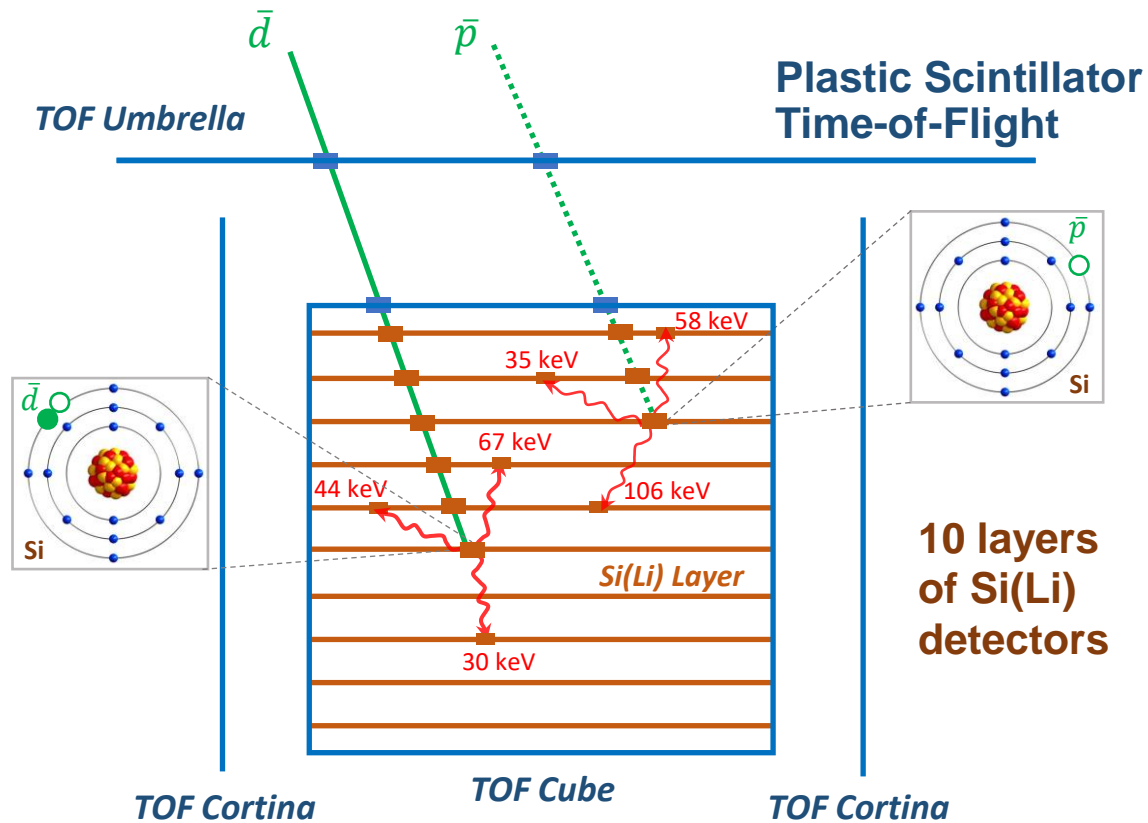 d̄
p̄
Plastic Scintillator
Time-of-Flight
TOF Umbrella
p̄
Si
58 keV
35 keV
d̄
Si
67 keV
44 keV
106 keV
Si(Li) Layer
30 keV
10 layers
of Si(Li)
detectors
TOF Cortina
TOF Cube
TOF Cortina